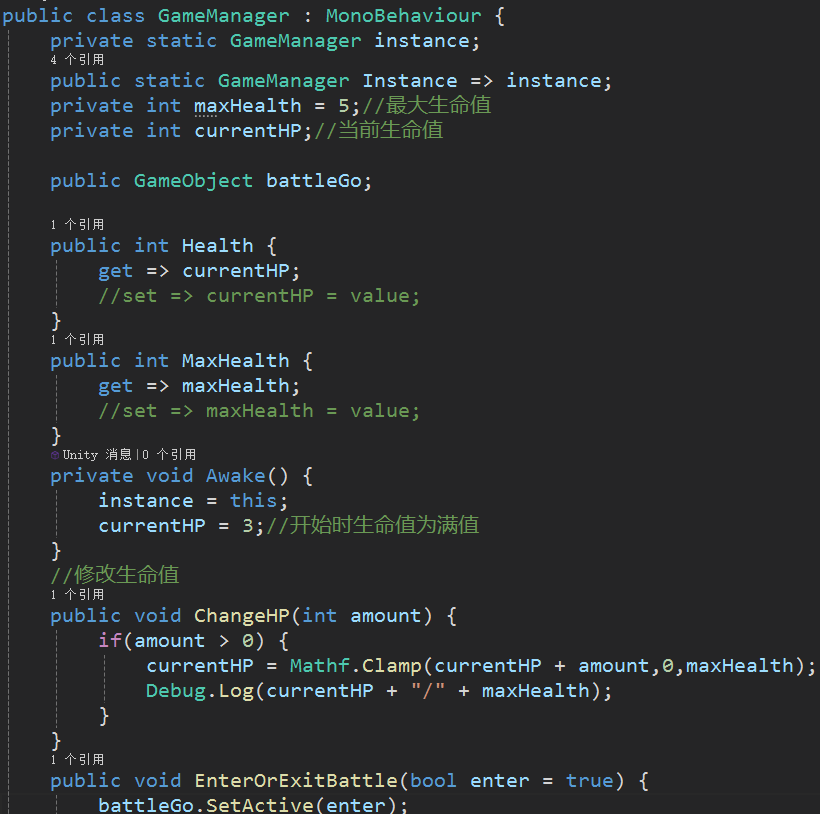 public class GameManager : MonoBehaviour {
private static GameManager instance;
4 个引用
public static GameManager Instance => instance;
private int maxHealth = 5;//最大生命值
private int currentHP;//当前生命值
public GameObject battleGo;
1 个引用
public int Health {
get => currentHP;
//set => currentHP = value;
}
1 个引用
public int MaxHealth {
get => maxHealth;
//set => maxHealth = value;
}
Unity 消息|0 个引用
private void Awake() {
instance = this;
currentHP = 3;//开始时生命值为满值
}
//修改生命值
1 个引用
public void ChangeHP(int amount) {
if(amount > 0) {
currentHP = Mathf.Clamp(currentHP + amount,0,maxHealth);
Debug.Log(currentHP + "/" + maxHealth);
}
}
1 个引用
public void EnterOrExitBattle(bool enter = true) {
battleGo.SetActive(enter);